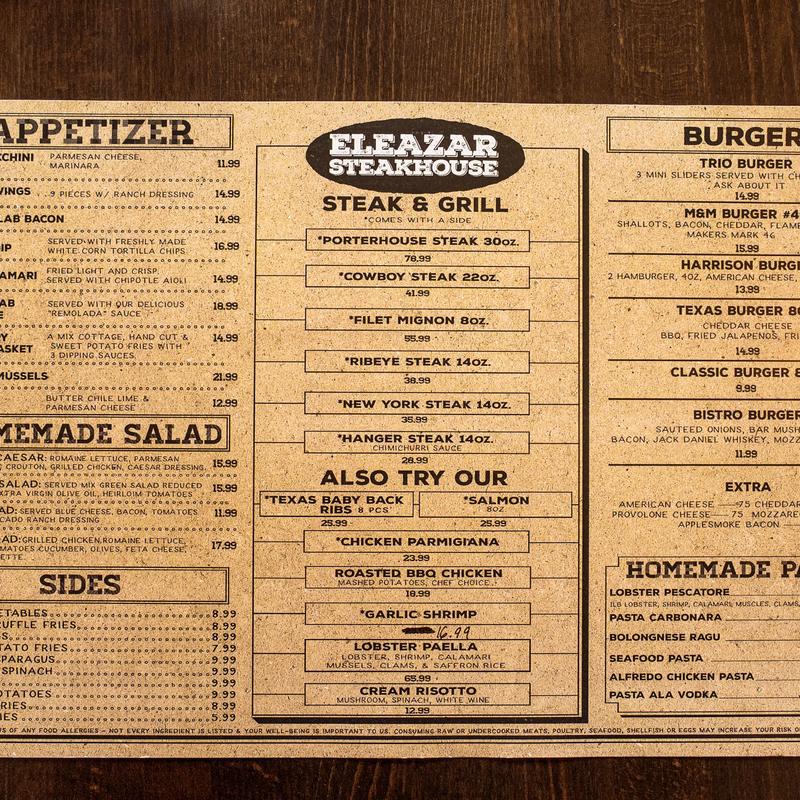 APPETIZER
CCHINI PARMESAN CHEESE,
MARINARA 11.99
VINGS ...9 PIECES W/ RANCH DRESSING 14.99
LAB BACON 14.99
DIP SERVED WITH FRESHLY MADE
WHITE CORN TORTILLA CHIPS 16.99
AMARI FRIED LIGHT AND CRISP.
SERVED WITH CHIPOTLE AIOLI 14.99
AB SERVED WITH OUR DELICIOUS 18.99
E "REMOLADA" SAUCE
RY A MIX COTTAGE, HAND CUT & 14.99
ASKET SWEET POTATO FRIES WITH
3 DIPPING SAUCES
MUSSELS 21.99
BUTTER CHILE LIME &
PARMESAN CHEESE 12.99
MEMADE SALAD
CAESAR: ROMAINE LETTUCE, PARMESAN
CROUTON, GRILLED CHICKEN, CAESAR DRESSING. 15.99
SALAD: SERVED MIX GREEN SALAD REDUCED
XTRA VIRGIN OLIVE OIL, HEIRLOIM TOMATOES 15.99
AD: SERVED BLUE CHEESE, BACON, TOMATOES 11.99
CADO RANCH DRESSING
AD: GRILLED CHICKEN,ROMAINE LETTUCE,
MATOES CUCUMBER, OLIVES, FETA CHEESE, 17.99
ETTE.
SIDES
ETABLES 8.99
UFFLE FRIES 9.99
S 8.99
TATO FRIES 7.99
SPARAGUS 9.99
SPINACH 9.99
9.99
OTATOES 9.99
8.99
IES 5.99
ELEAZAR
STEAKHOUSE
STEAK & GRILL
*COMES WITH A SIDE
*PORTERHOUSE STEAK 30oz.
78.99
*COWBOY STEAK 22oz.
41.99
*FILET MIGNON 8oz.
55.99
*RIBEYE STEAK 14oz.
38.99
*NEW YORK STEAK 14oz.
35.99
*HANGER STEAK 14oz.
CHIMICHURRI SAUCE
28.99
ALSO TRY OUR
*TEXAS BABY BACK
RIBS 8 PCS
25.99
*SALMON
8OZ
25.99
*CHICKEN PARMIGIANA
23.99
ROASTED BBQ CHICKEN
MASHED POTATOES, CHEF CHOICE.
18.99
*GARLIC SHRIMP
16.99
LOBSTER PAELLA
LOBSTER, SHRIMP, CALAMARI
MUSSELS, CLAMS, & SAFFRON RICE
65.99
CREAM RISOTTO
MUSHROOM, SPINACH, WHITE WINE
12.99
BURGER
TRIO BURGER
3 MINI SLIDERS SERVED WITH CH
ASK ABOUT IT
14.99
M&M BURGER #4
SHALLOTS, BACON, CHEDDAR, FLAME
MAKERS MARK 46
15.99
HARRISON BURGE
2 HAMBURGER, 4OZ, AMERICAN CHEESE,
13.99
TEXAS BURGER 8O
CHEDDAR CHEESE
BBQ, FRIED JALAPEÑOS, FRI
14.99
CLASSIC BURGER 8
9.99
BISTRO BURGER
SAUTEED ONIONS, BAR MUSH
BACON, JACK DANIEL WHISKEY, MOZZ
11.99
EXTRA
AMERICAN CHEESE .75 CHEDDAR
PROVOLONE CHEESE .75 MOZZARE
APPLESMOKE BACON
HOMEMADE PA
LOBSTER PESCATORE
1LB LOBSTER, SHRIMP, CALAMARI, MUSCLES, CLAMS,
PASTA CARBONARA
BOLONGNESE RAGU
SEAFOOD PASTA
ALFREDO CHICKEN PASTA
PASTA ALA VODKA
US OF ANY FOOD ALLERGIES - NOT EVERY INGREDIENT IS LISTED & YOUR WELL-BEING IS IMPORTANT TO US. CONSUMING RAW OR UNDERCOOKED MEATS, POULTRY, SEAFOOD, SHELLFISH OR EGGS MAY INCREASE YOUR RISK O